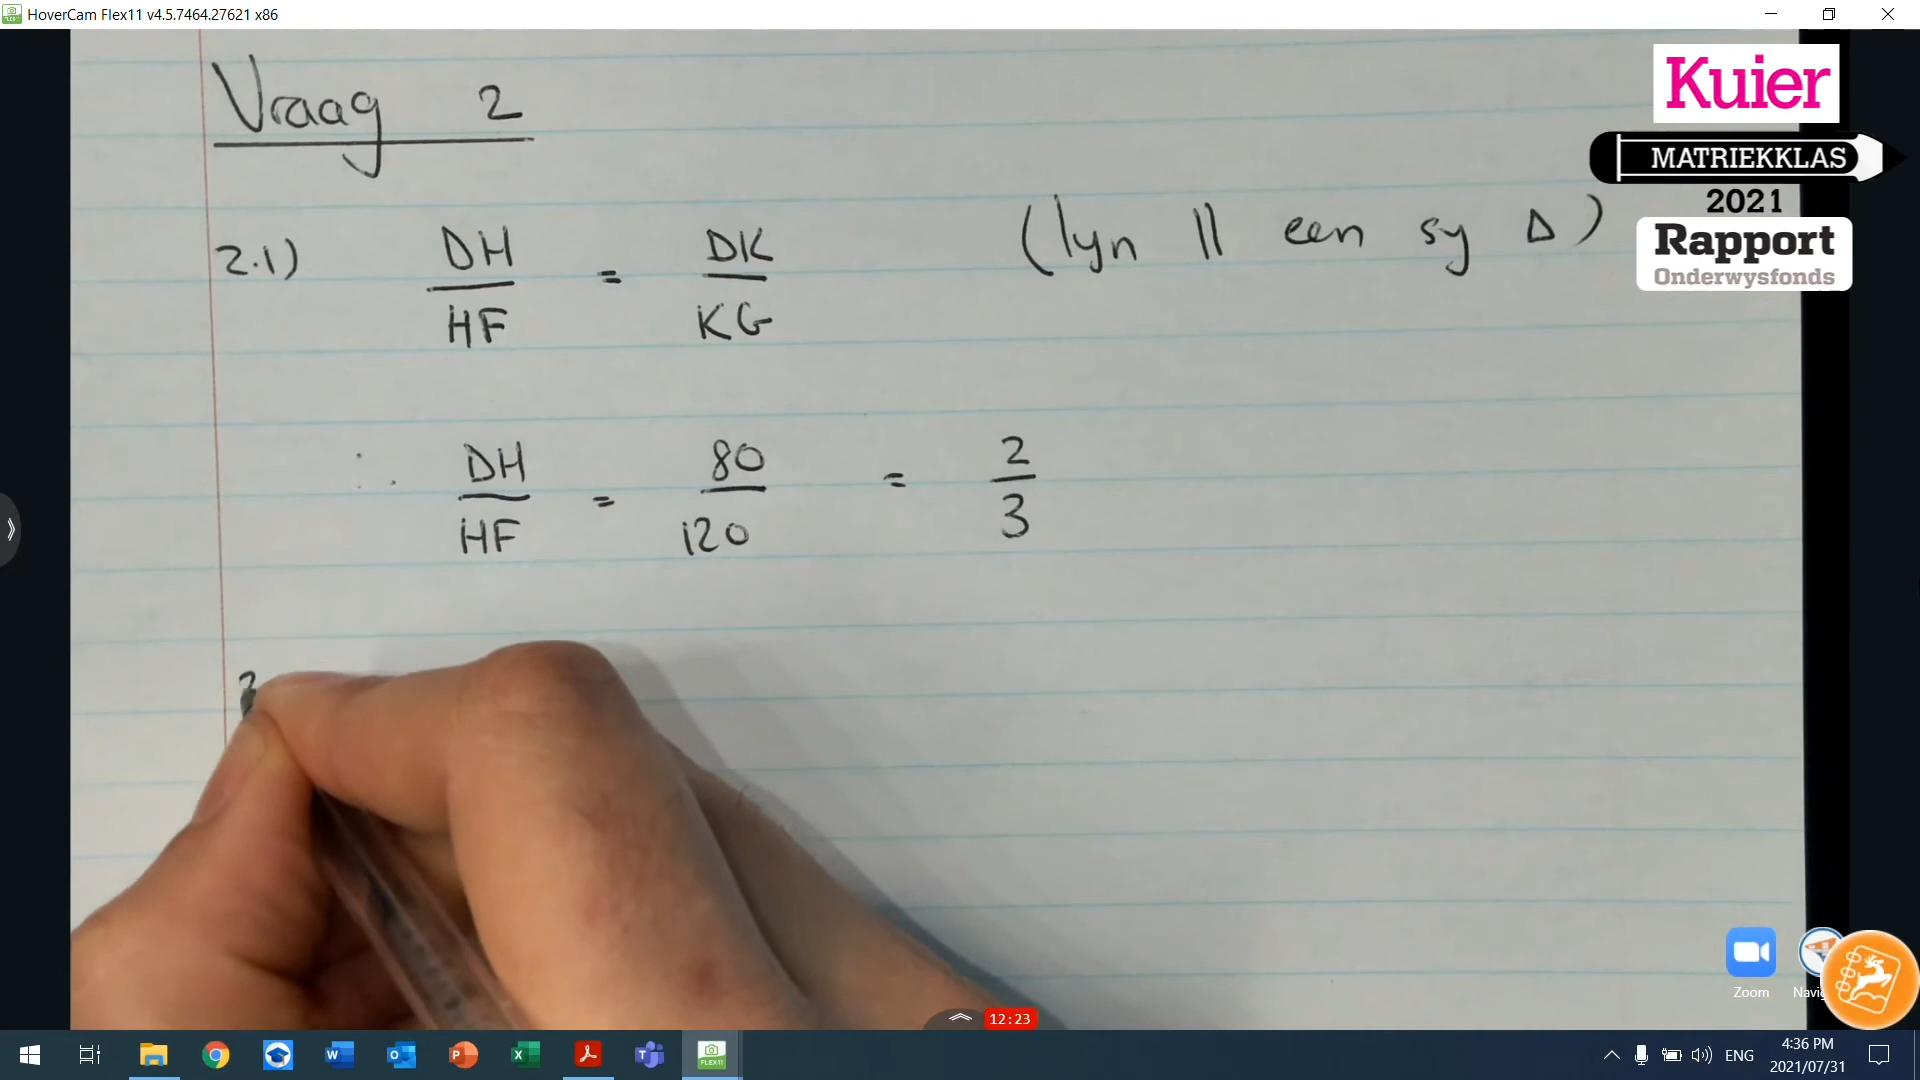 HoverCam Flex11 v4.5.7464.27621 x86
Kuier
MATRIEKKLAS
2021
Rapport
Onderwysfonds
Vraag 2
2.1) DH/HF = DK/KG (lyn || een sy Δ)
∴ DH/HF = 80/120 = 2/3
2
Zoom
12:23
ENG
4:36 PM
2021/07/31